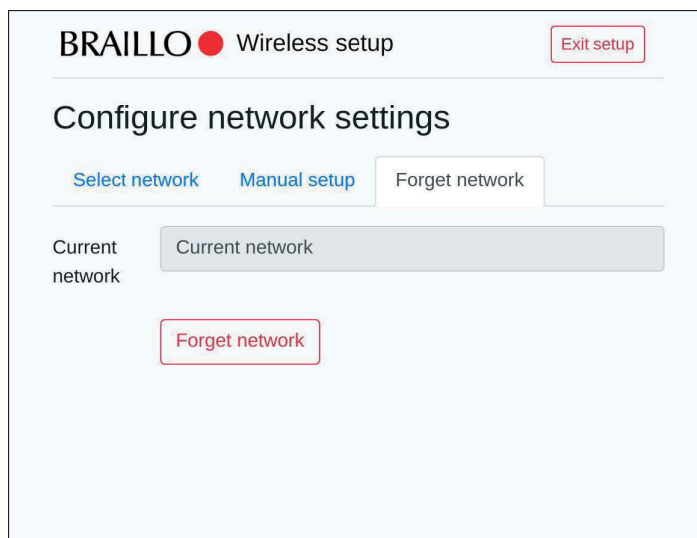 BRAILLO Wireless setup Exit setup
Configure network settings
Select network Manual setup Forget network
Current
network
Current network
Forget network